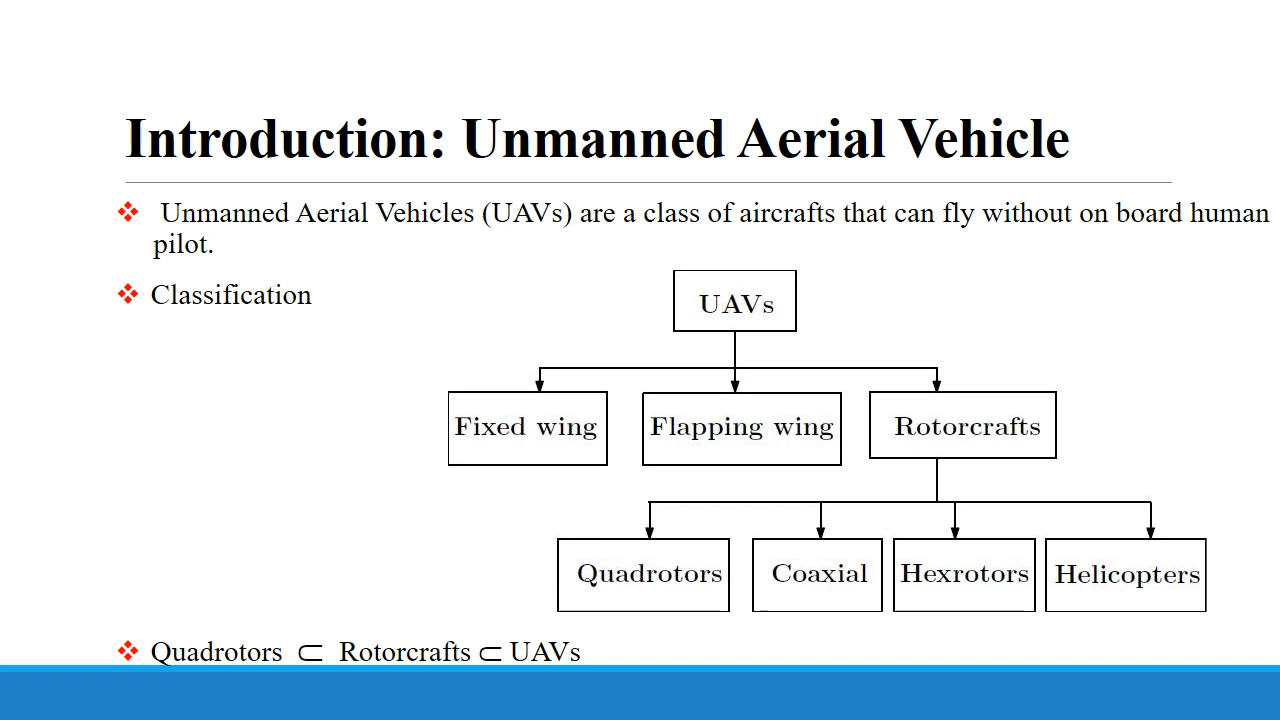 Introduction: Unmanned Aerial Vehicle
❖ Unmanned Aerial Vehicles (UAVs) are a class of aircrafts that can fly without on board human
pilot.
❖ Classification
UAVs
Fixed wing Flapping wing Rotorcrafts
Quadrotors Coaxial Hexrotors Helicopters
❖ Quadrotors ⊂ Rotorcrafts ⊂ UAVs